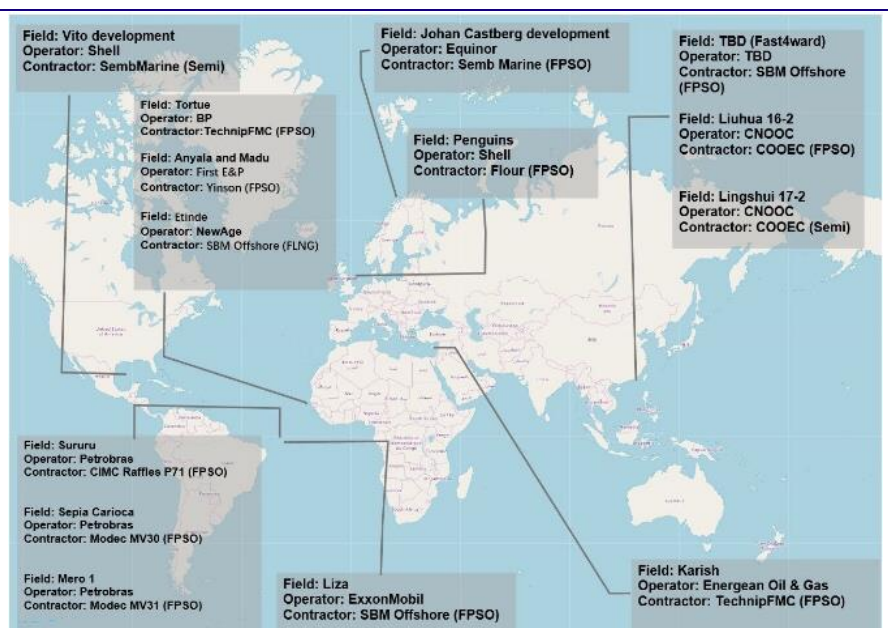 Field: Vito development
Operator: Shell
Contractor: SembMarine (Semi)
Field: Tortue
Operator: BP
Contractor:TechnipFMC (FPSO)
Field: Anyala and Madu
Operator: First E&P
Contractor: Yinson (FPSO)
Field: Etinde
Operator: NewAge
Contractor: SBM Offshore (FLNG)
Field: Johan Castberg development
Operator: Equinor
Contractor: Semb Marine (FPSO)
Field: Penguins
Operator: Shell
Contractor: Flour (FPSO)
Field: TBD (Fast4ward)
Operator: TBD
Contractor: SBM Offshore
(FPSO)
Field: Liuhua 16-2
Operator: CNOOC
Contractor: COOEC (FPSO)
Field: Lingshui 17-2
Operator: CNOOC
Contractor: COOEC (Semi)
Field: Sururu
Operator: Petrobras
Contractor: CIMC Raffles P71 (FPSO)
Field: Sepia Carioca
Operator: Petrobras
Contractor: Modec MV30 (FPSO)
Field: Mero 1
Operator: Petrobras
Contractor: Modec MV31 (FPSO)
Field: Liza
Operator: ExxonMobil
Contractor: SBM Offshore (FPSO)
Field: Karish
Operator: Energean Oil & Gas
Contractor: TechnipFMC (FPSO)